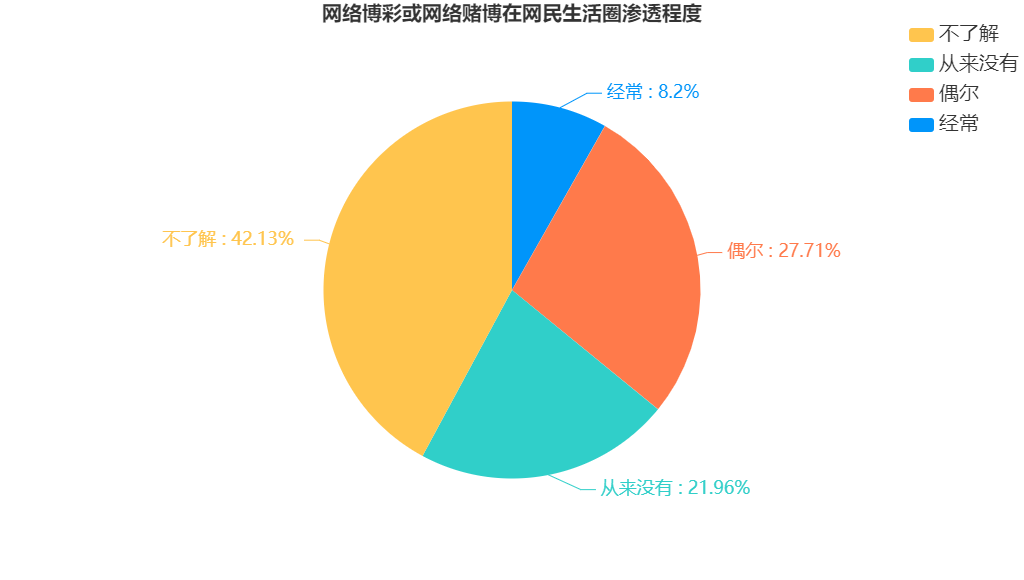 网络博彩或网络赌博在网民生活圈渗透程度
不了解
从来没有
偶尔
经常
经常 : 8.2%
不了解 : 42.13%
偶尔 : 27.71%
从来没有 : 21.96%